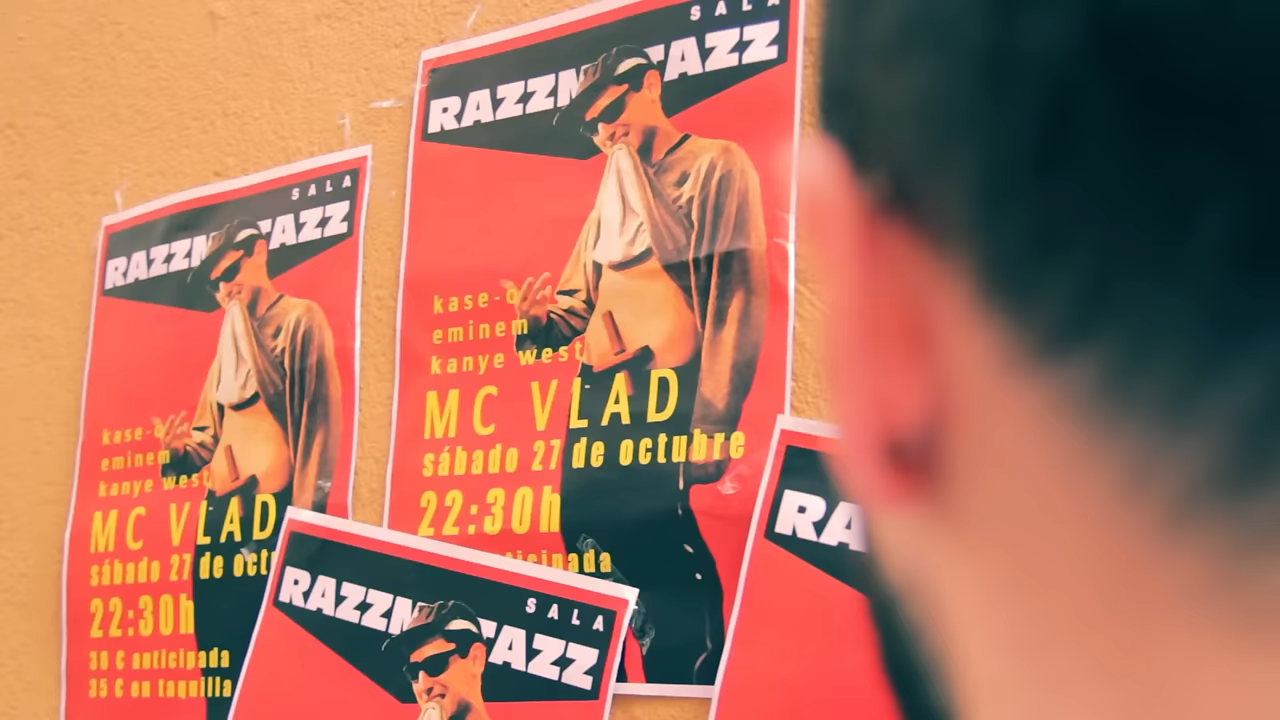 SALA
RAZZM TAZZ
kase-o
eminem
kanye west
MC VLAD
sábado 27 de oct
22:30h
30 € anticipada
35 € en taquilla
SALA
RAZZM TAZZ
kase-o
eminem
kanye west
MC VLAD
sábado 27 de octubre
22:30h
ticipada
SALA
RAZZM TAZZ
RA